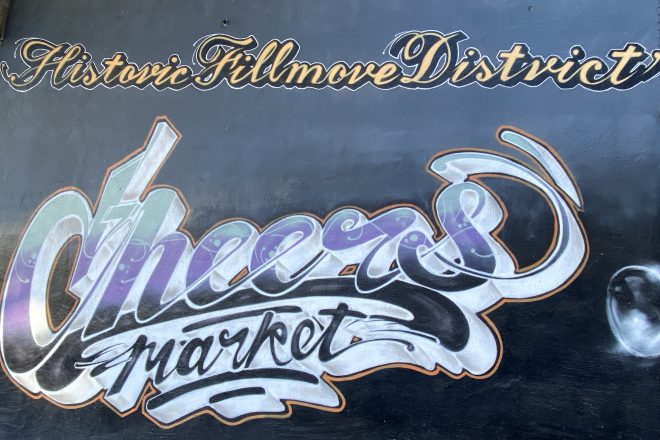 Historic Fillmore District
Cheers
market